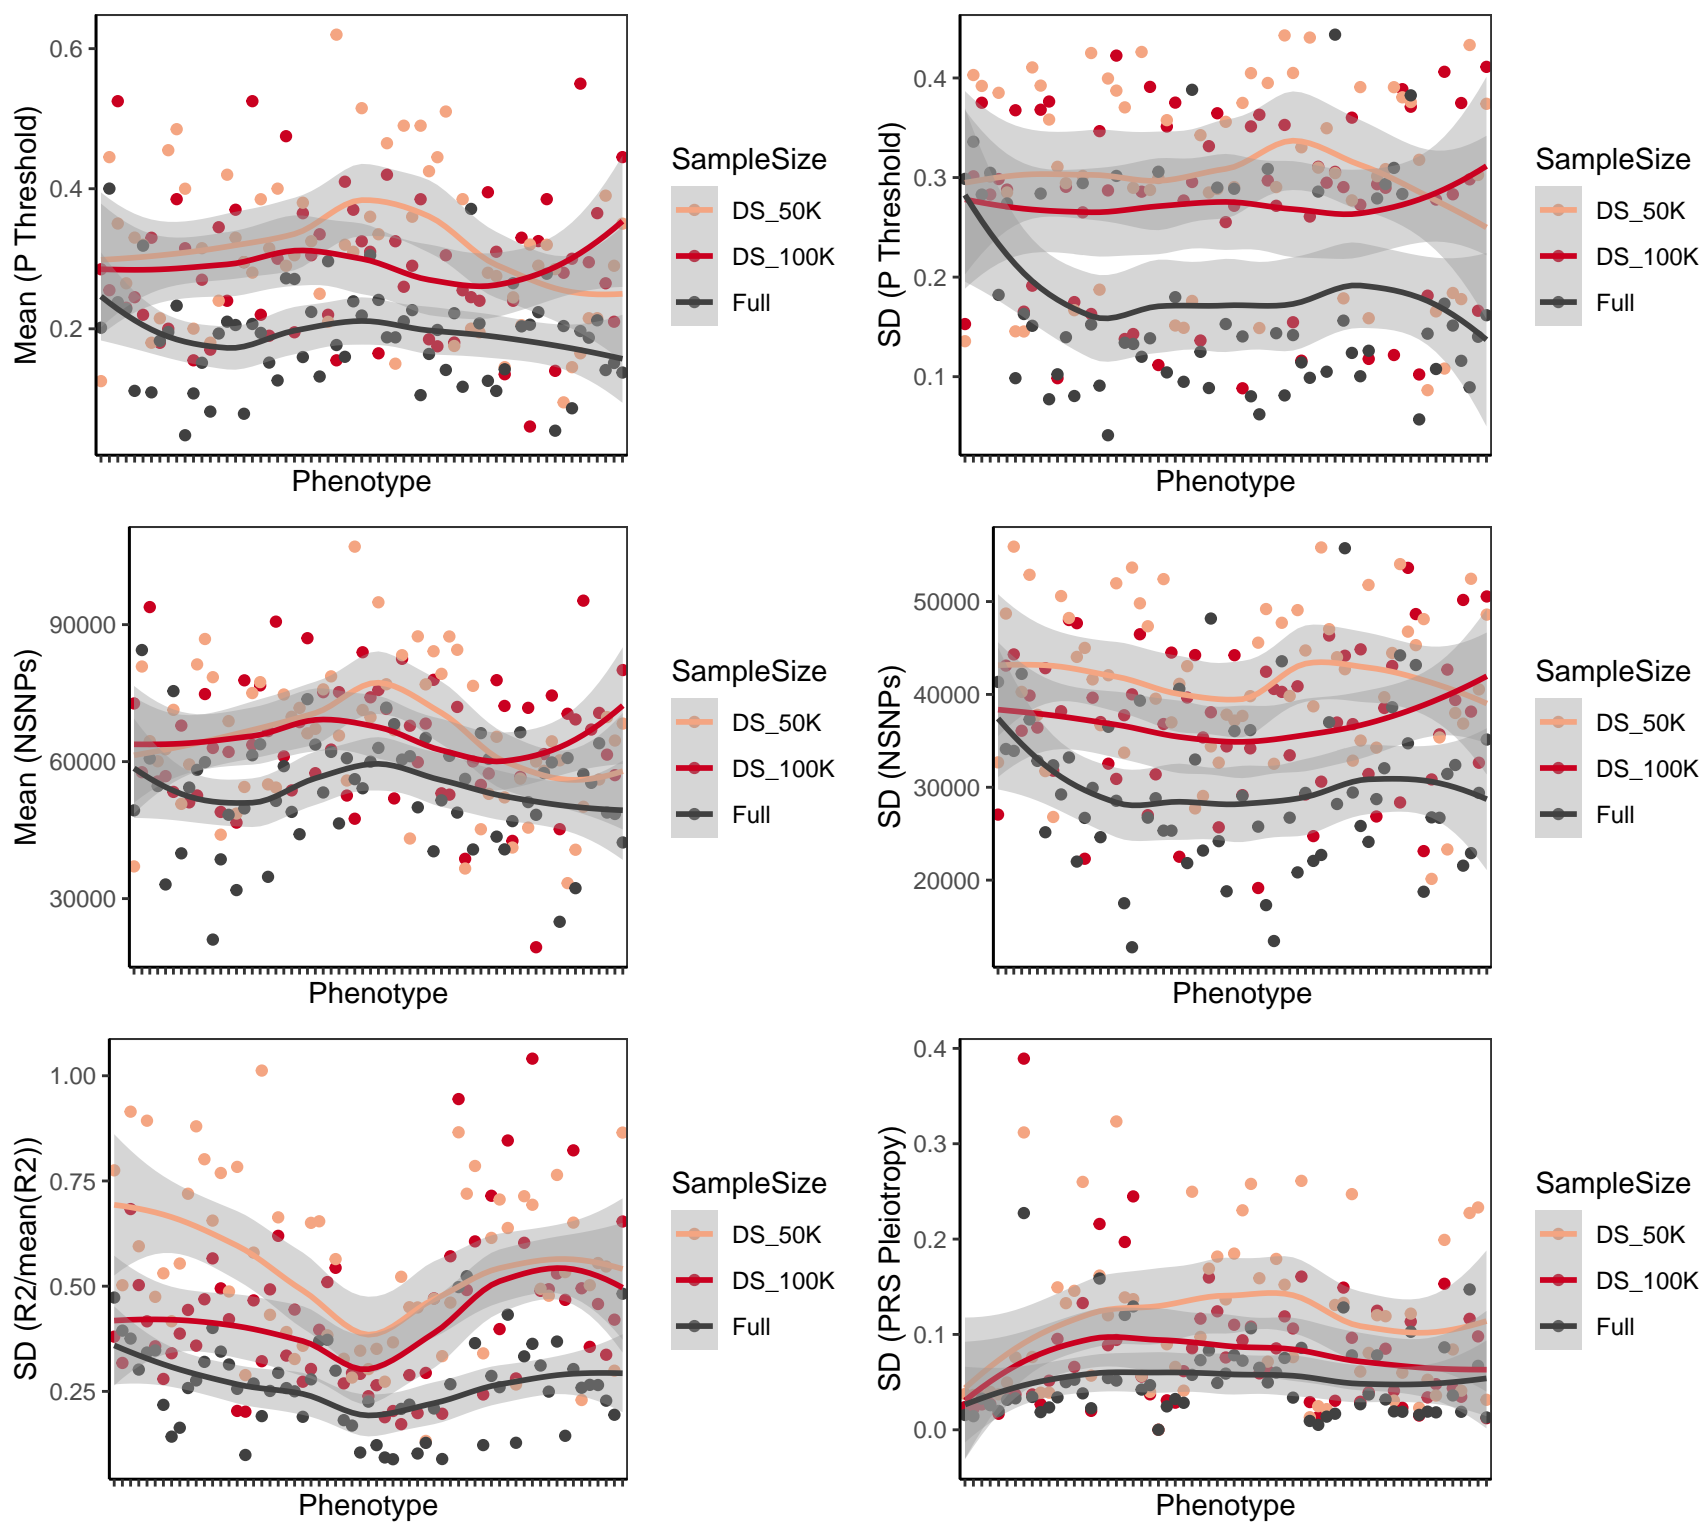 Mean (P Threshold)
0.6
0.4
0.2
Phenotype
SampleSize
DS_50K
DS_100K
Full
SD (P Threshold)
0.4
0.3
0.2
0.1
Phenotype
SampleSize
DS_50K
DS_100K
Full
Mean (NSNPs)
90000
60000
30000
Phenotype
SampleSize
DS_50K
DS_100K
Full
SD (NSNPs)
50000
40000
30000
20000
Phenotype
SampleSize
DS_50K
DS_100K
Full
SD (R2/mean(R2))
1.00
0.75
0.50
0.25
Phenotype
SampleSize
DS_50K
DS_100K
Full
SD (PRS Pleiotropy)
0.4
0.3
0.2
0.1
0.0
Phenotype
SampleSize
DS_50K
DS_100K
Full